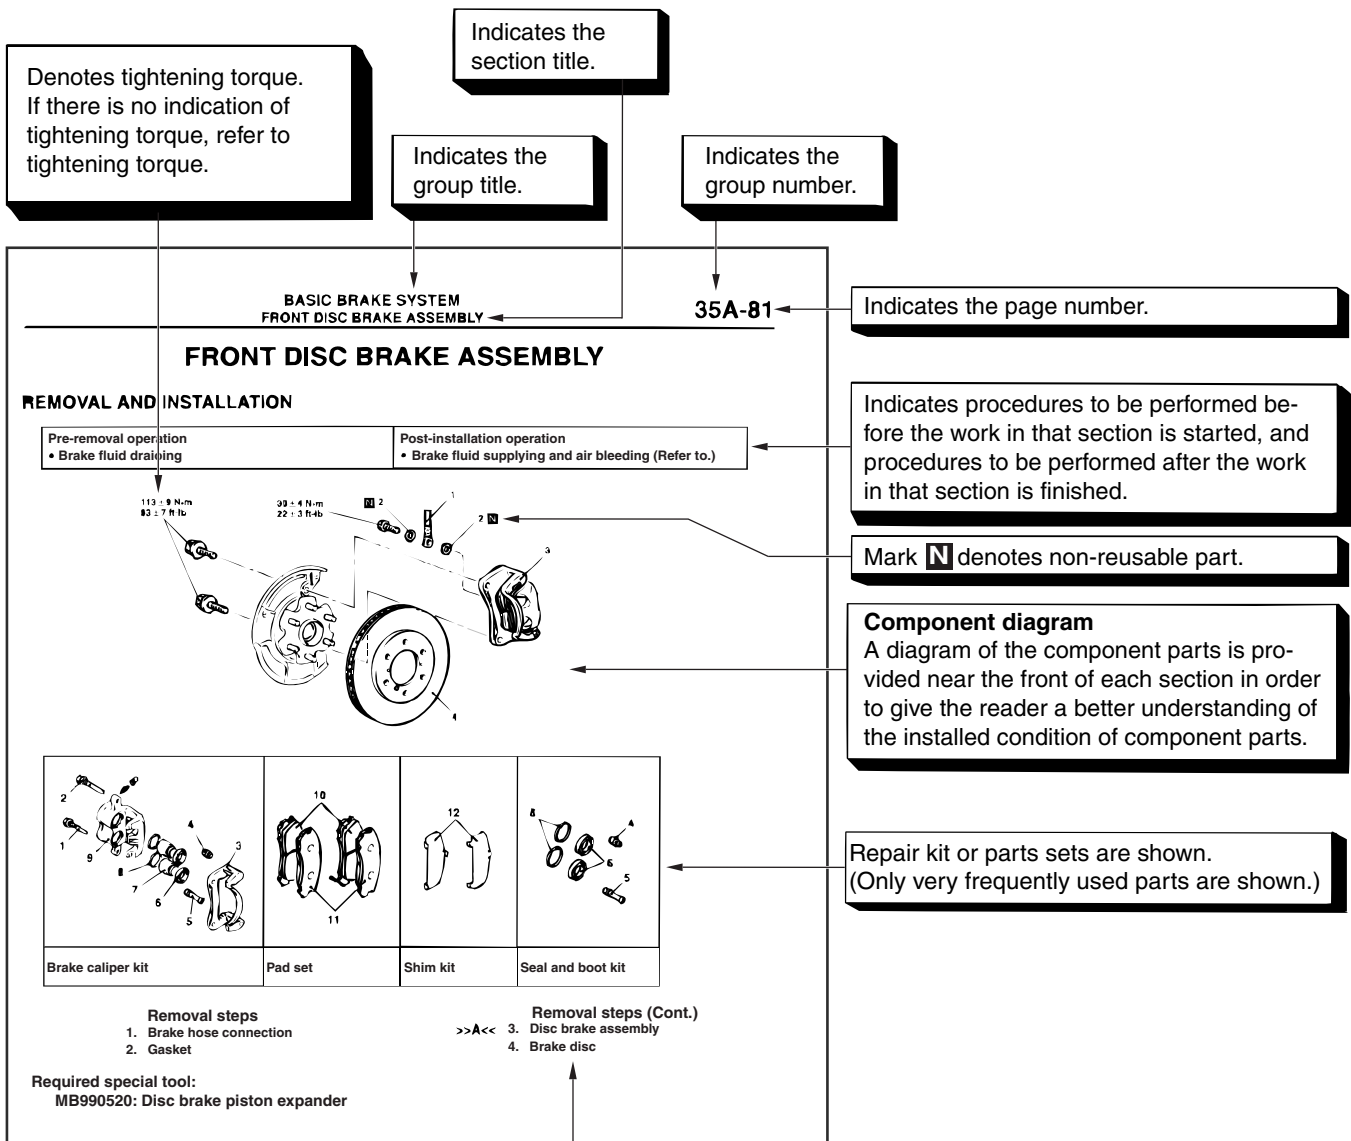 Indicates the
section title.
Denotes tightening torque.
If there is no indication of
tightening torque, refer to
tightening torque.
Indicates the
group title.
Indicates the
group number.
BASIC BRAKE SYSTEM
FRONT DISC BRAKE ASSEMBLY
35A-81
Indicates the page number.
FRONT DISC BRAKE ASSEMBLY
REMOVAL AND INSTALLATION
Pre-removal operation
• Brake fluid draining
Post-installation operation
• Brake fluid supplying and air bleeding (Refer to.)
Indicates procedures to be performed be-
fore the work in that section is started, and
procedures to be performed after the work
in that section is finished.
113 ± 9 N·m
83 ± 7 ft-lb
30 ± 4 N·m
22 ± 3 ft-lb
N 2
1
2 N
3
4
Mark N denotes non-reusable part.
Component diagram
A diagram of the component parts is pro-
vided near the front of each section in order
to give the reader a better understanding of
the installed condition of component parts.
2
1
9
8
7
6
5
4
3
10
11
12
8
4
6
5
Repair kit or parts sets are shown.
(Only very frequently used parts are shown.)
Brake caliper kit
Pad set
Shim kit
Seal and boot kit
Removal steps
1. Brake hose connection
2. Gasket
Removal steps (Cont.)
>>A<< 3. Disc brake assembly
4. Brake disc
Required special tool:
MB990520: Disc brake piston expander